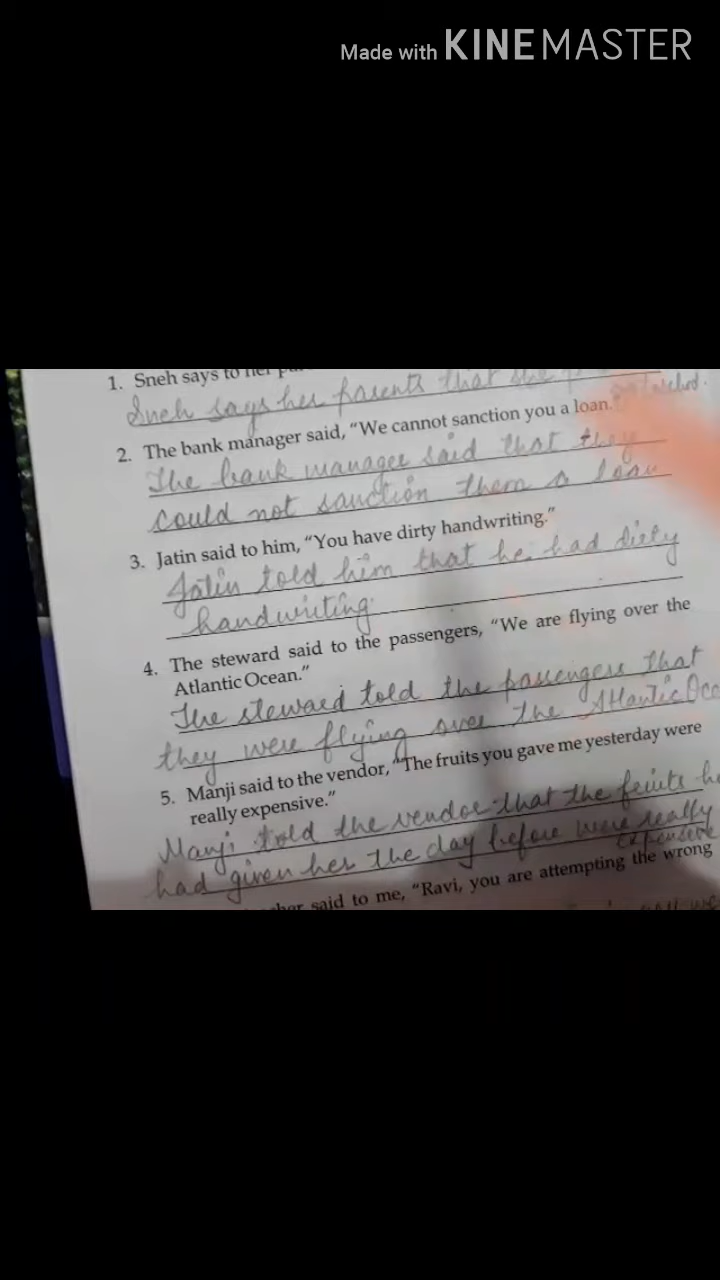 Made with KINEMASTER
1. Sneh says to her
Sneh says her parents that she
2. The bank manager said, "We cannot sanction you a loan."
The bank manager said that they
could not sanction them a loan
3. Jatin said to him, "You have dirty handwriting."
Jatin told him that he had dirty
handwriting.
4. The steward said to the passengers, "We are flying over the
Atlantic Ocean."
The steward told the passengers that
they were flying over the Atlantic Oce
5. Manji said to the vendor, "The fruits you gave me yesterday were
really expensive."
Manji told the vendor that the fruits he
had given her the day before were really
expensive
said to me, "Ravi, you are attempting the wrong